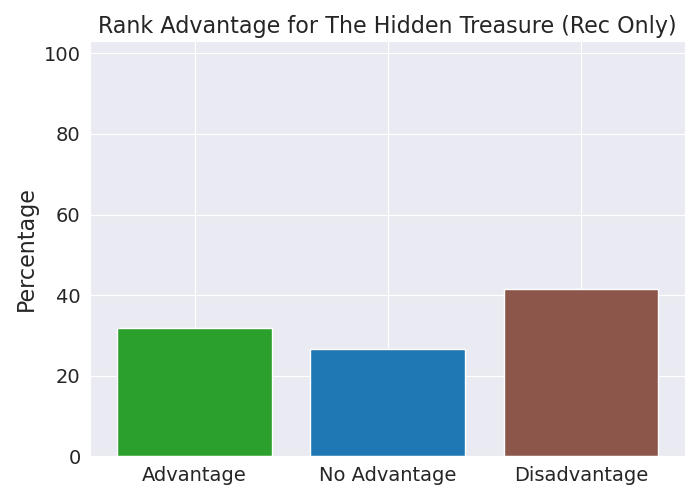 Rank Advantage for The Hidden Treasure (Rec Only)
100
80
60
40
20
0
Percentage
Advantage
No Advantage
Disadvantage